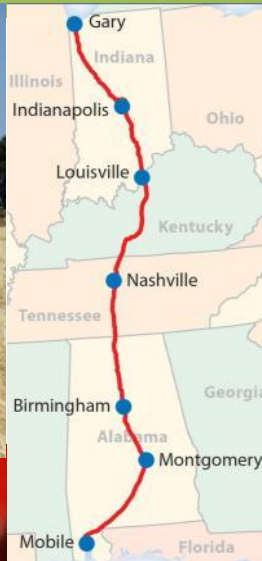 Gary
Indiana
Illinois
Indianapolis
Ohio
Louisville
Kentucky
Nashville
Tennessee
Birmingham
Georgia
Alabama
Montgomery
Mobile
Florida